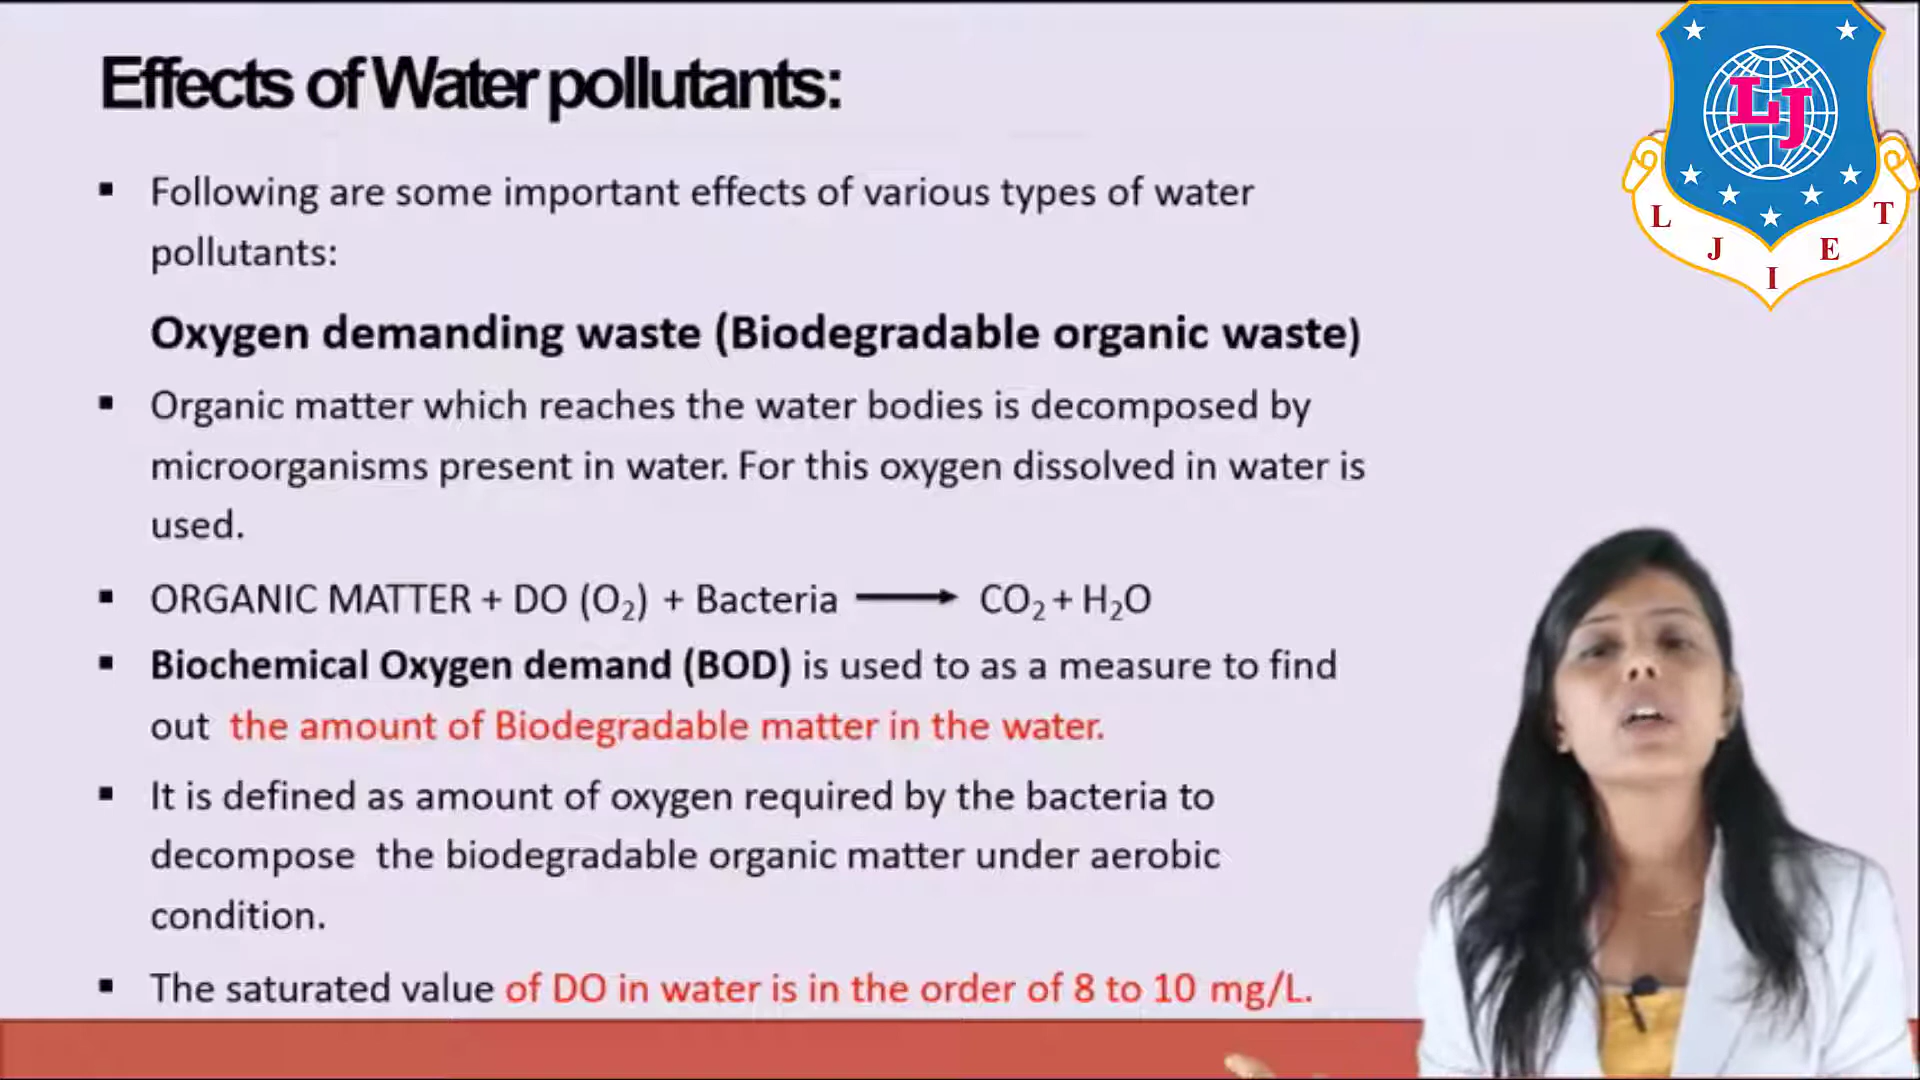 Effects of Water pollutants:
▪ Following are some important effects of various types of water
pollutants:
Oxygen demanding waste (Biodegradable organic waste)
▪ Organic matter which reaches the water bodies is decomposed by
microorganisms present in water. For this oxygen dissolved in water is
used.
▪ ORGANIC MATTER + DO (O₂) + Bacteria ⟶ CO₂ + H₂O
▪ Biochemical Oxygen demand (BOD) is used to as a measure to find
out the amount of Biodegradable matter in the water.
▪ It is defined as amount of oxygen required by the bacteria to
decompose the biodegradable organic matter under aerobic
condition.
▪ The saturated value of DO in water is in the order of 8 to 10 mg/L.
LJ
L J I E T